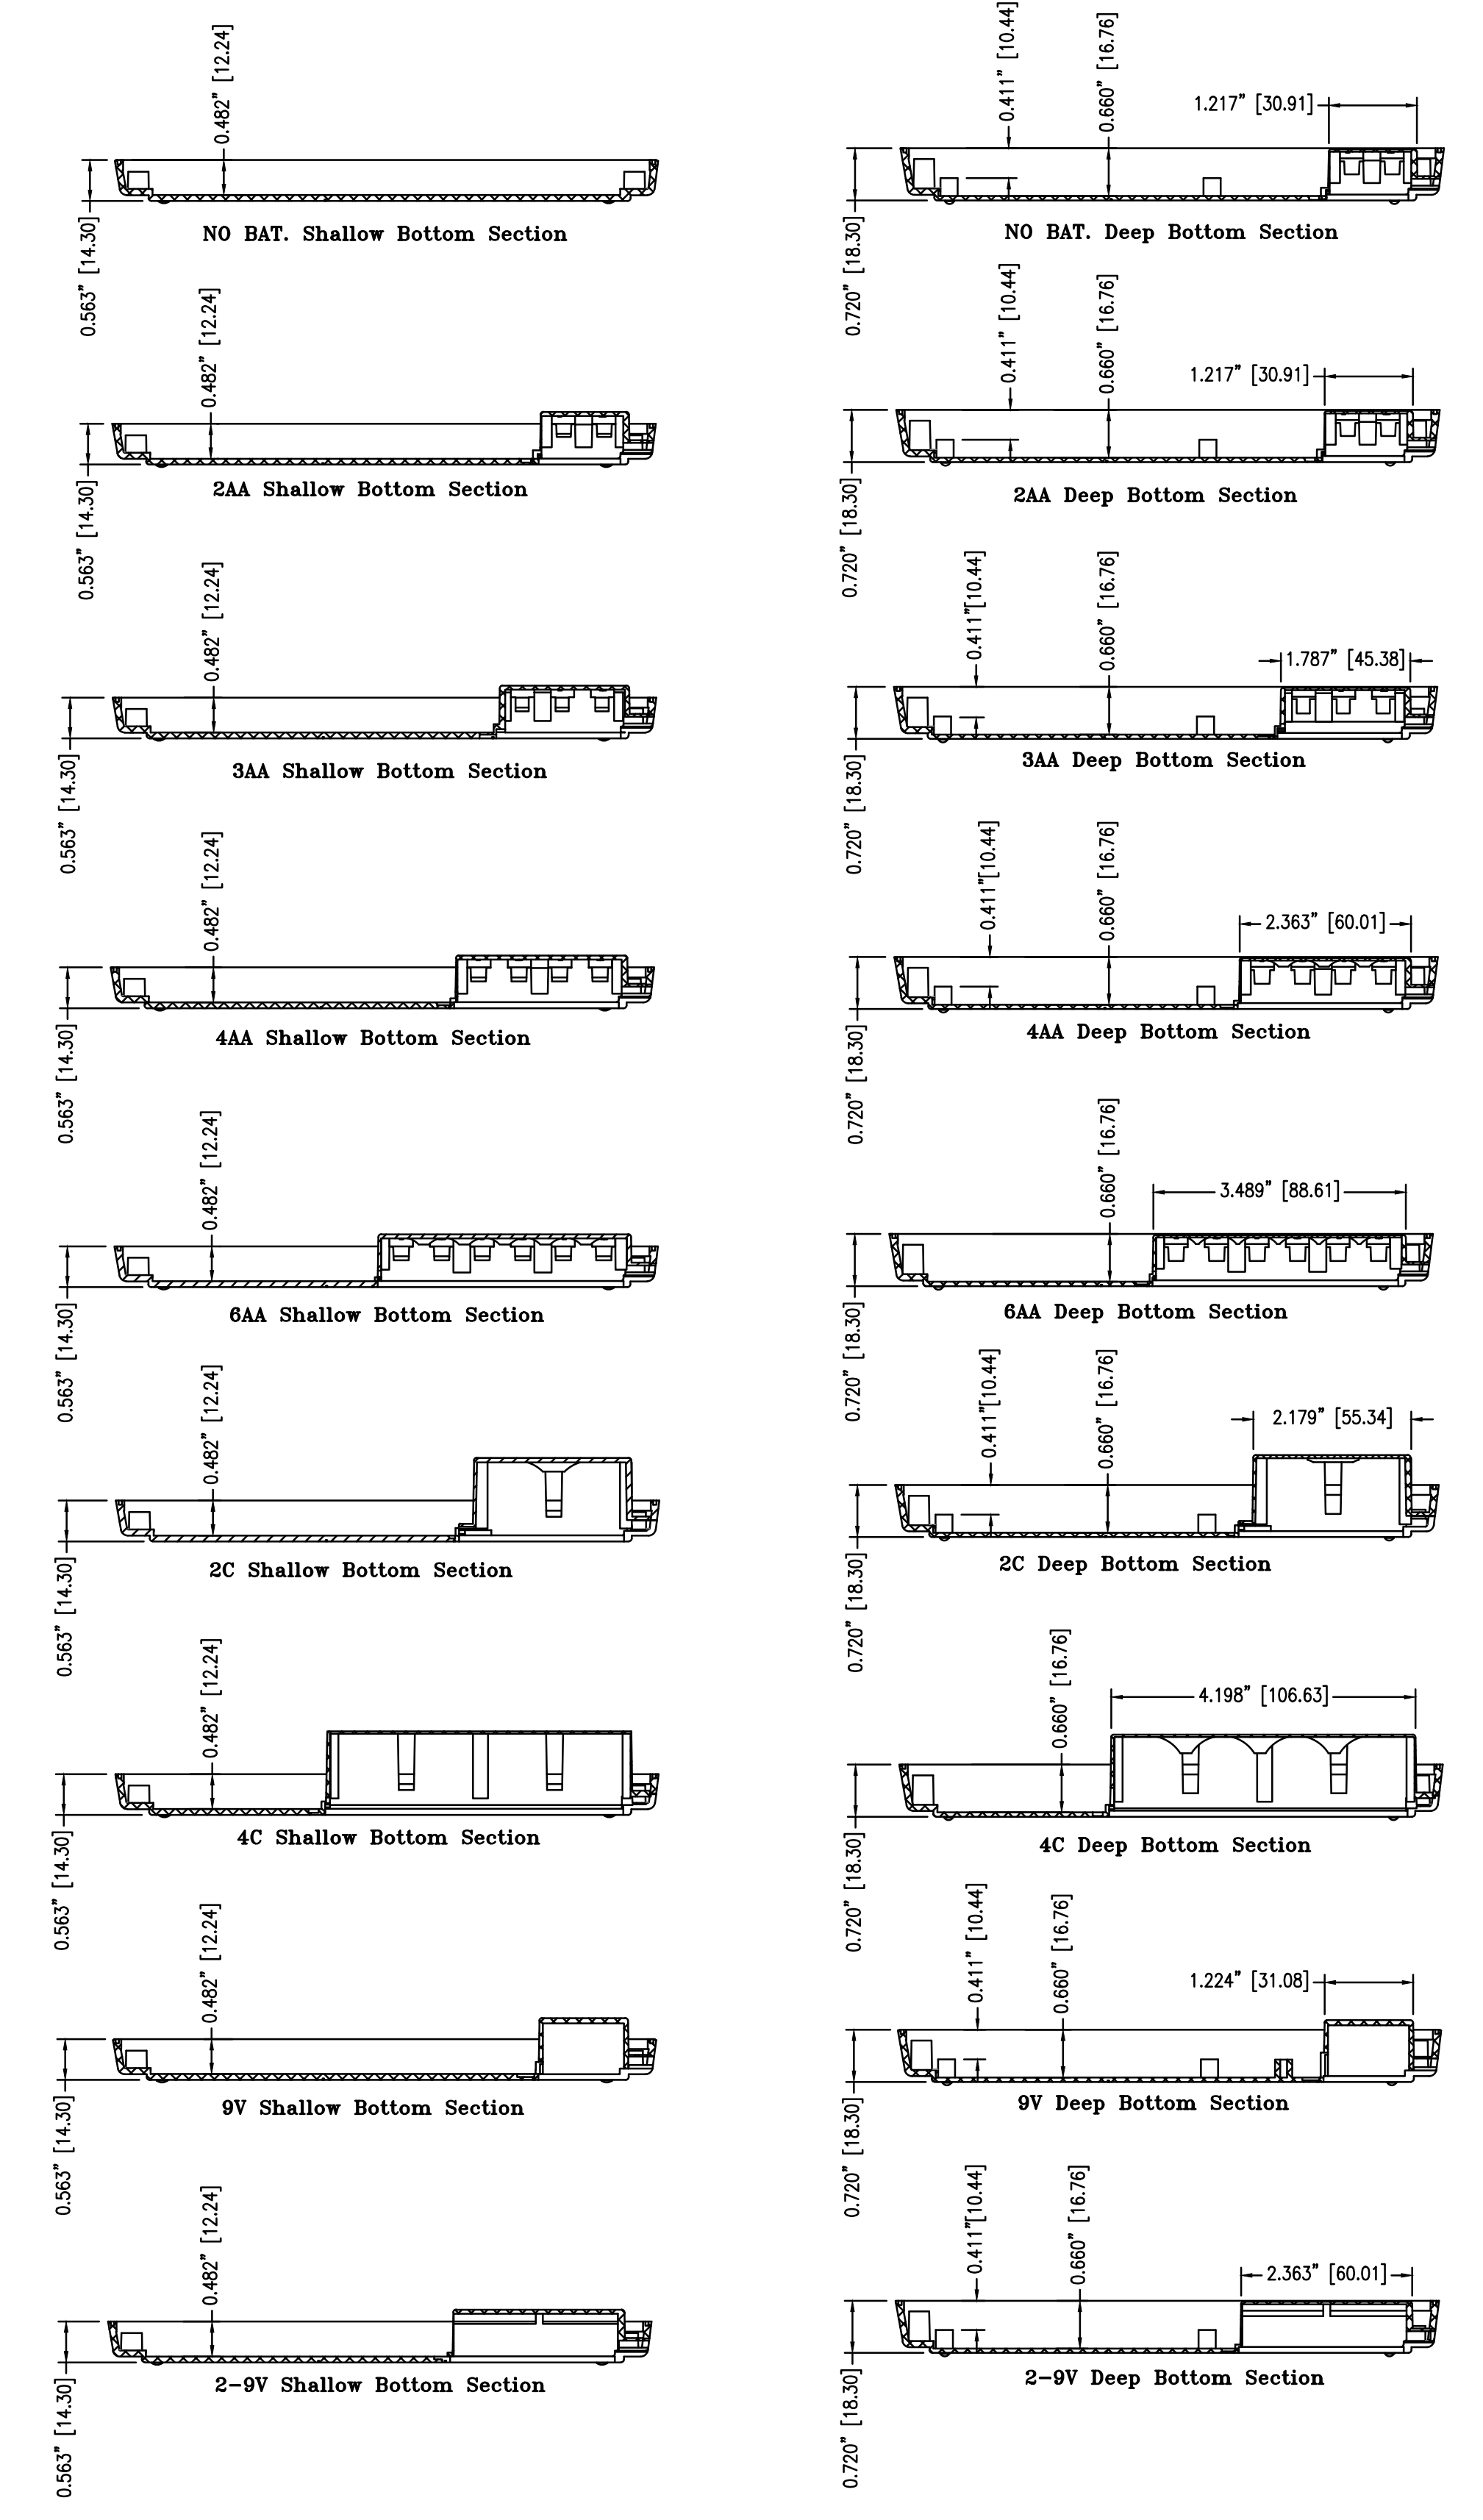 0.482” [12.24]
0.563” [14.30]
NO BAT. Shallow Bottom Section
0.411” [10.44]
0.660” [16.76]
1.217” [30.91]
0.720” [18.30]
NO BAT. Deep Bottom Section
0.482” [12.24]
0.563” [14.30]
2AA Shallow Bottom Section
0.411” [10.44]
0.660” [16.76]
1.217” [30.91]
0.720” [18.30]
2AA Deep Bottom Section
0.482” [12.24]
0.563” [14.30]
3AA Shallow Bottom Section
0.411”[10.44]
0.660” [16.76]
1.787” [45.38]
0.720” [18.30]
3AA Deep Bottom Section
0.482” [12.24]
0.563” [14.30]
4AA Shallow Bottom Section
0.411”[10.44]
0.660” [16.76]
2.363” [60.01]
0.720” [18.30]
4AA Deep Bottom Section
0.482” [12.24]
0.563” [14.30]
6AA Shallow Bottom Section
0.660” [16.76]
3.489” [88.61]
0.720” [18.30]
6AA Deep Bottom Section
0.482” [12.24]
0.563” [14.30]
2C Shallow Bottom Section
0.411”[10.44]
0.660” [16.76]
2.179” [55.34]
0.720” [18.30]
2C Deep Bottom Section
0.482” [12.24]
0.563” [14.30]
4C Shallow Bottom Section
0.660” [16.76]
4.198” [106.63]
0.720” [18.30]
4C Deep Bottom Section
0.482” [12.24]
0.563” [14.30]
9V Shallow Bottom Section
0.411” [10.44]
0.660” [16.76]
1.224” [31.08]
0.720” [18.30]
9V Deep Bottom Section
0.482” [12.24]
0.563” [14.30]
2-9V Shallow Bottom Section
0.411”[10.44]
0.660” [16.76]
2.363” [60.01]
0.720” [18.30]
2-9V Deep Bottom Section